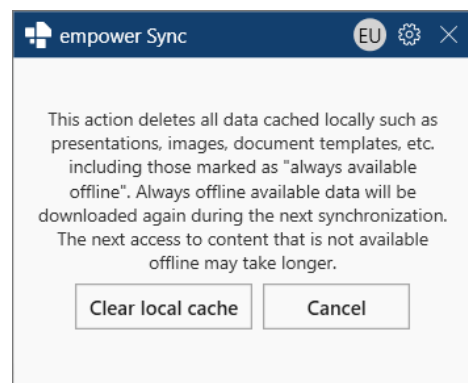 empower Sync EU
This action deletes all data cached locally such as
presentations, images, document templates, etc.
including those marked as "always available
offline". Always offline available data will be
downloaded again during the next synchronization.
The next access to content that is not available
offline may take longer.
Clear local cache Cancel